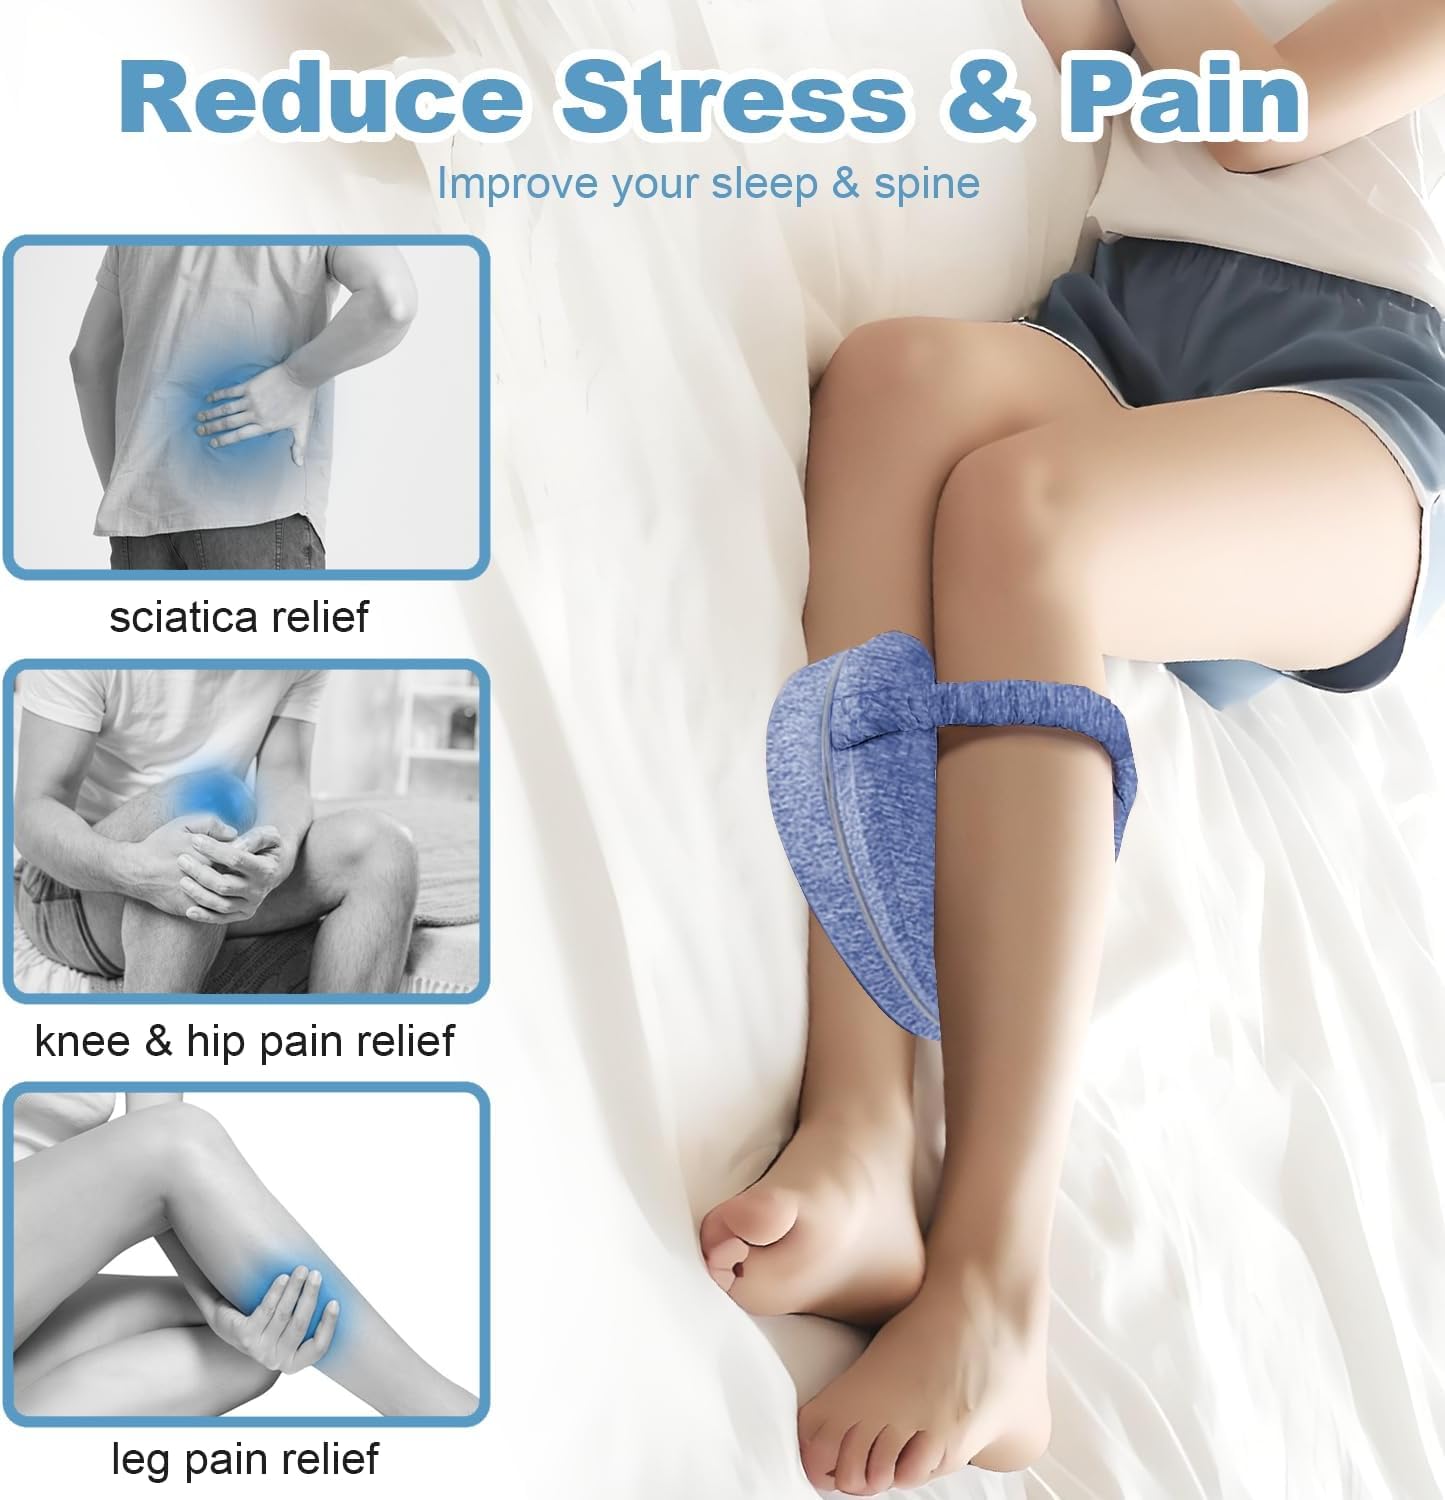 Reduce Stress & Pain
Improve your sleep & spine
sciatica relief
knee & hip pain relief
leg pain relief